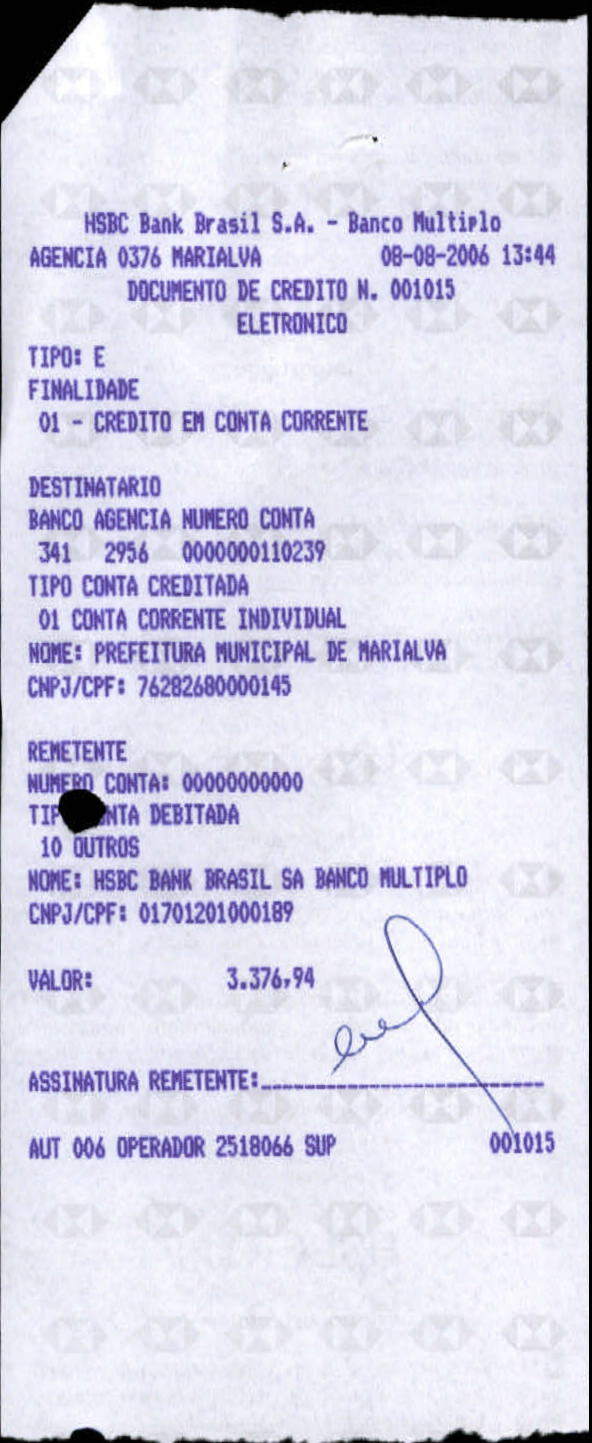 HSBC Bank Brasil S.A. - Banco Multiplo
AGENCIA 0376 MARIALVA 08-08-2006 13:44
DOCUMENTO DE CREDITO N. 001015
ELETRONICO
TIPO: E
FINALIDADE
01 - CREDITO EM CONTA CORRENTE
DESTINATARIO
BANCO AGENCIA NUMERO CONTA
341 2956 0000000110239
TIPO CONTA CREDITADA
01 CONTA CORRENTE INDIVIDUAL
NOME: PREFEITURA MUNICIPAL DE MARIALVA
CNPJ/CPF: 76282680000145
REMETENTE
NUMERO CONTA: 00000000000
TIP NTA DEBITADA
10 OUTROS
NOME: HSBC BANK BRASIL SA BANCO MULTIPLO
CNPJ/CPF: 01701201000189
VALOR: 3.376,94
ASSINATURA REMETENTE:
AUT 006 OPERADOR 2518066 SUP 001015